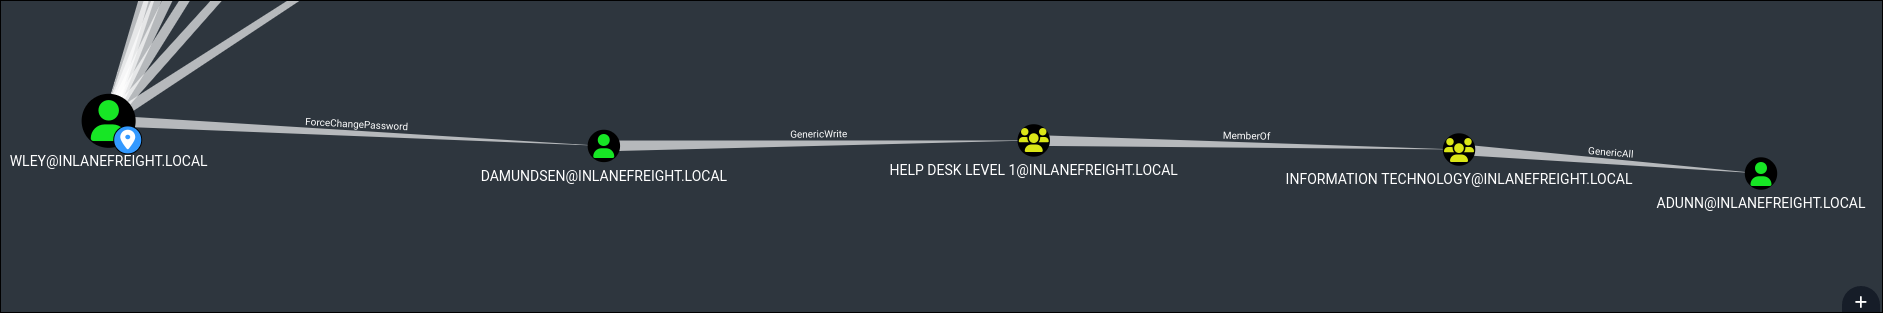 ForceChangePassword
GenericWrite
MemberOf
GenericAll
WLEY@INLANEFREIGHT.LOCAL
DAMUNDSEN@INLANEFREIGHT.LOCAL
HELP DESK LEVEL 1@INLANEFREIGHT.LOCAL
INFORMATION TECHNOLOGY@INLANEFREIGHT.LOCAL
ADUNN@INLANEFREIGHT.LOCAL
+